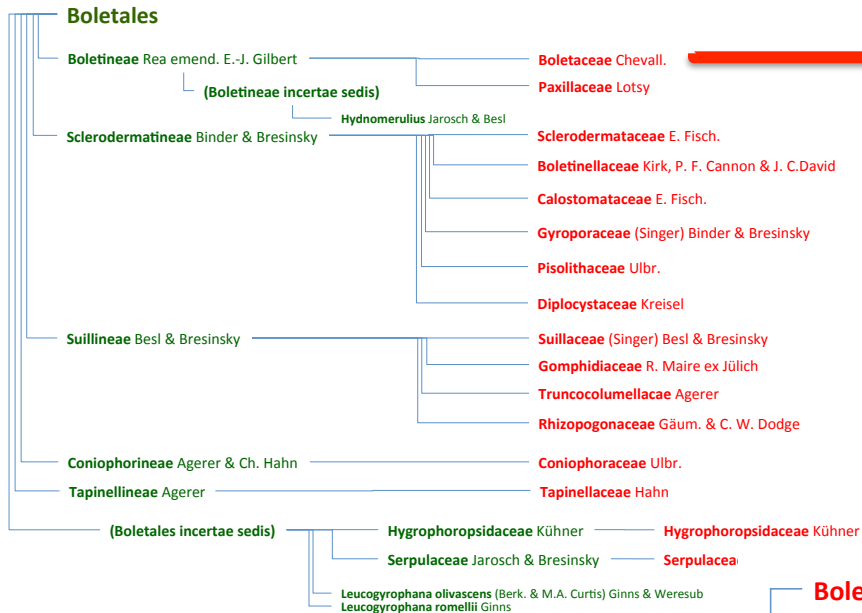 Boletales
Boletineae Rea emend. E.-J. Gilbert
Boletaceae Chevall.
Paxillaceae Lotsy
(Boletineae incertae sedis)
Hydnomerulius Jarosch & Besl
Sclerodermatineae Binder & Bresinsky
Sclerodermataceae E. Fisch.
Boletinellaceae Kirk, P. F. Cannon & J. C.David
Calostomataceae E. Fisch.
Gyroporaceae (Singer) Binder & Bresinsky
Pisolithaceae Ulbr.
Diplocystaceae Kreisel
Suillineae Besl & Bresinsky
Suillaceae (Singer) Besl & Bresinsky
Gomphidiaceae R. Maire ex Jülich
Truncocolumellacae Agerer
Rhizopogonaceae Gäum. & C. W. Dodge
Coniophorineae Agerer & Ch. Hahn
Coniophoraceae Ulbr.
Tapinellineae Agerer
Tapinellaceae Hahn
(Boletales incertae sedis)
Hygrophoropsidaceae Kühner
Hygrophoropsidaceae Kühner
Serpulaceae Jarosch & Bresinsky
Serpulacea
Leucogyrophana olivascens (Berk. & M.A. Curtis) Ginns & Weresub
Leucogyrophana romellii Ginns
Bole